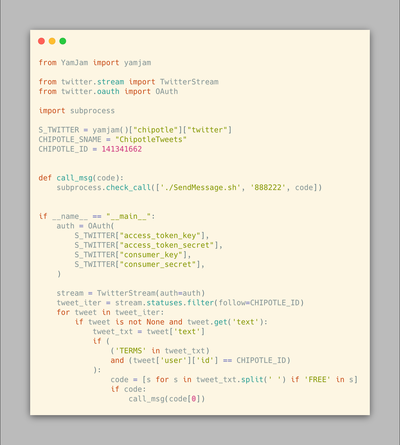 from YamJam import yamjam
from twitter.stream import TwitterStream
from twitter.oauth import OAuth
import subprocess
S_TWITTER = yamjam()["chipotle"]["twitter"]
CHIPOTLE_SNAME = "ChipotleTweets"
CHIPOTLE_ID = 141341662
def call_msg(code):
    subprocess.check_call(['./SendMessage.sh', '888222', code])
if __name__ == "__main__":
    auth = OAuth(
        S_TWITTER["access_token_key"],
        S_TWITTER["access_token_secret"],
        S_TWITTER["consumer_key"],
        S_TWITTER["consumer_secret"],
    )
    stream = TwitterStream(auth=auth)
    tweet_iter = stream.statuses.filter(follow=CHIPOTLE_ID)
    for tweet in tweet_iter:
        if tweet is not None and tweet.get('text'):
            tweet_txt = tweet['text']
            if (
                ('TERMS' in tweet_txt)
                and (tweet['user']['id'] == CHIPOTLE_ID)
            ):
                code = [s for s in tweet_txt.split(' ') if 'FREE' in s]
                if code:
                    call_msg(code[0])